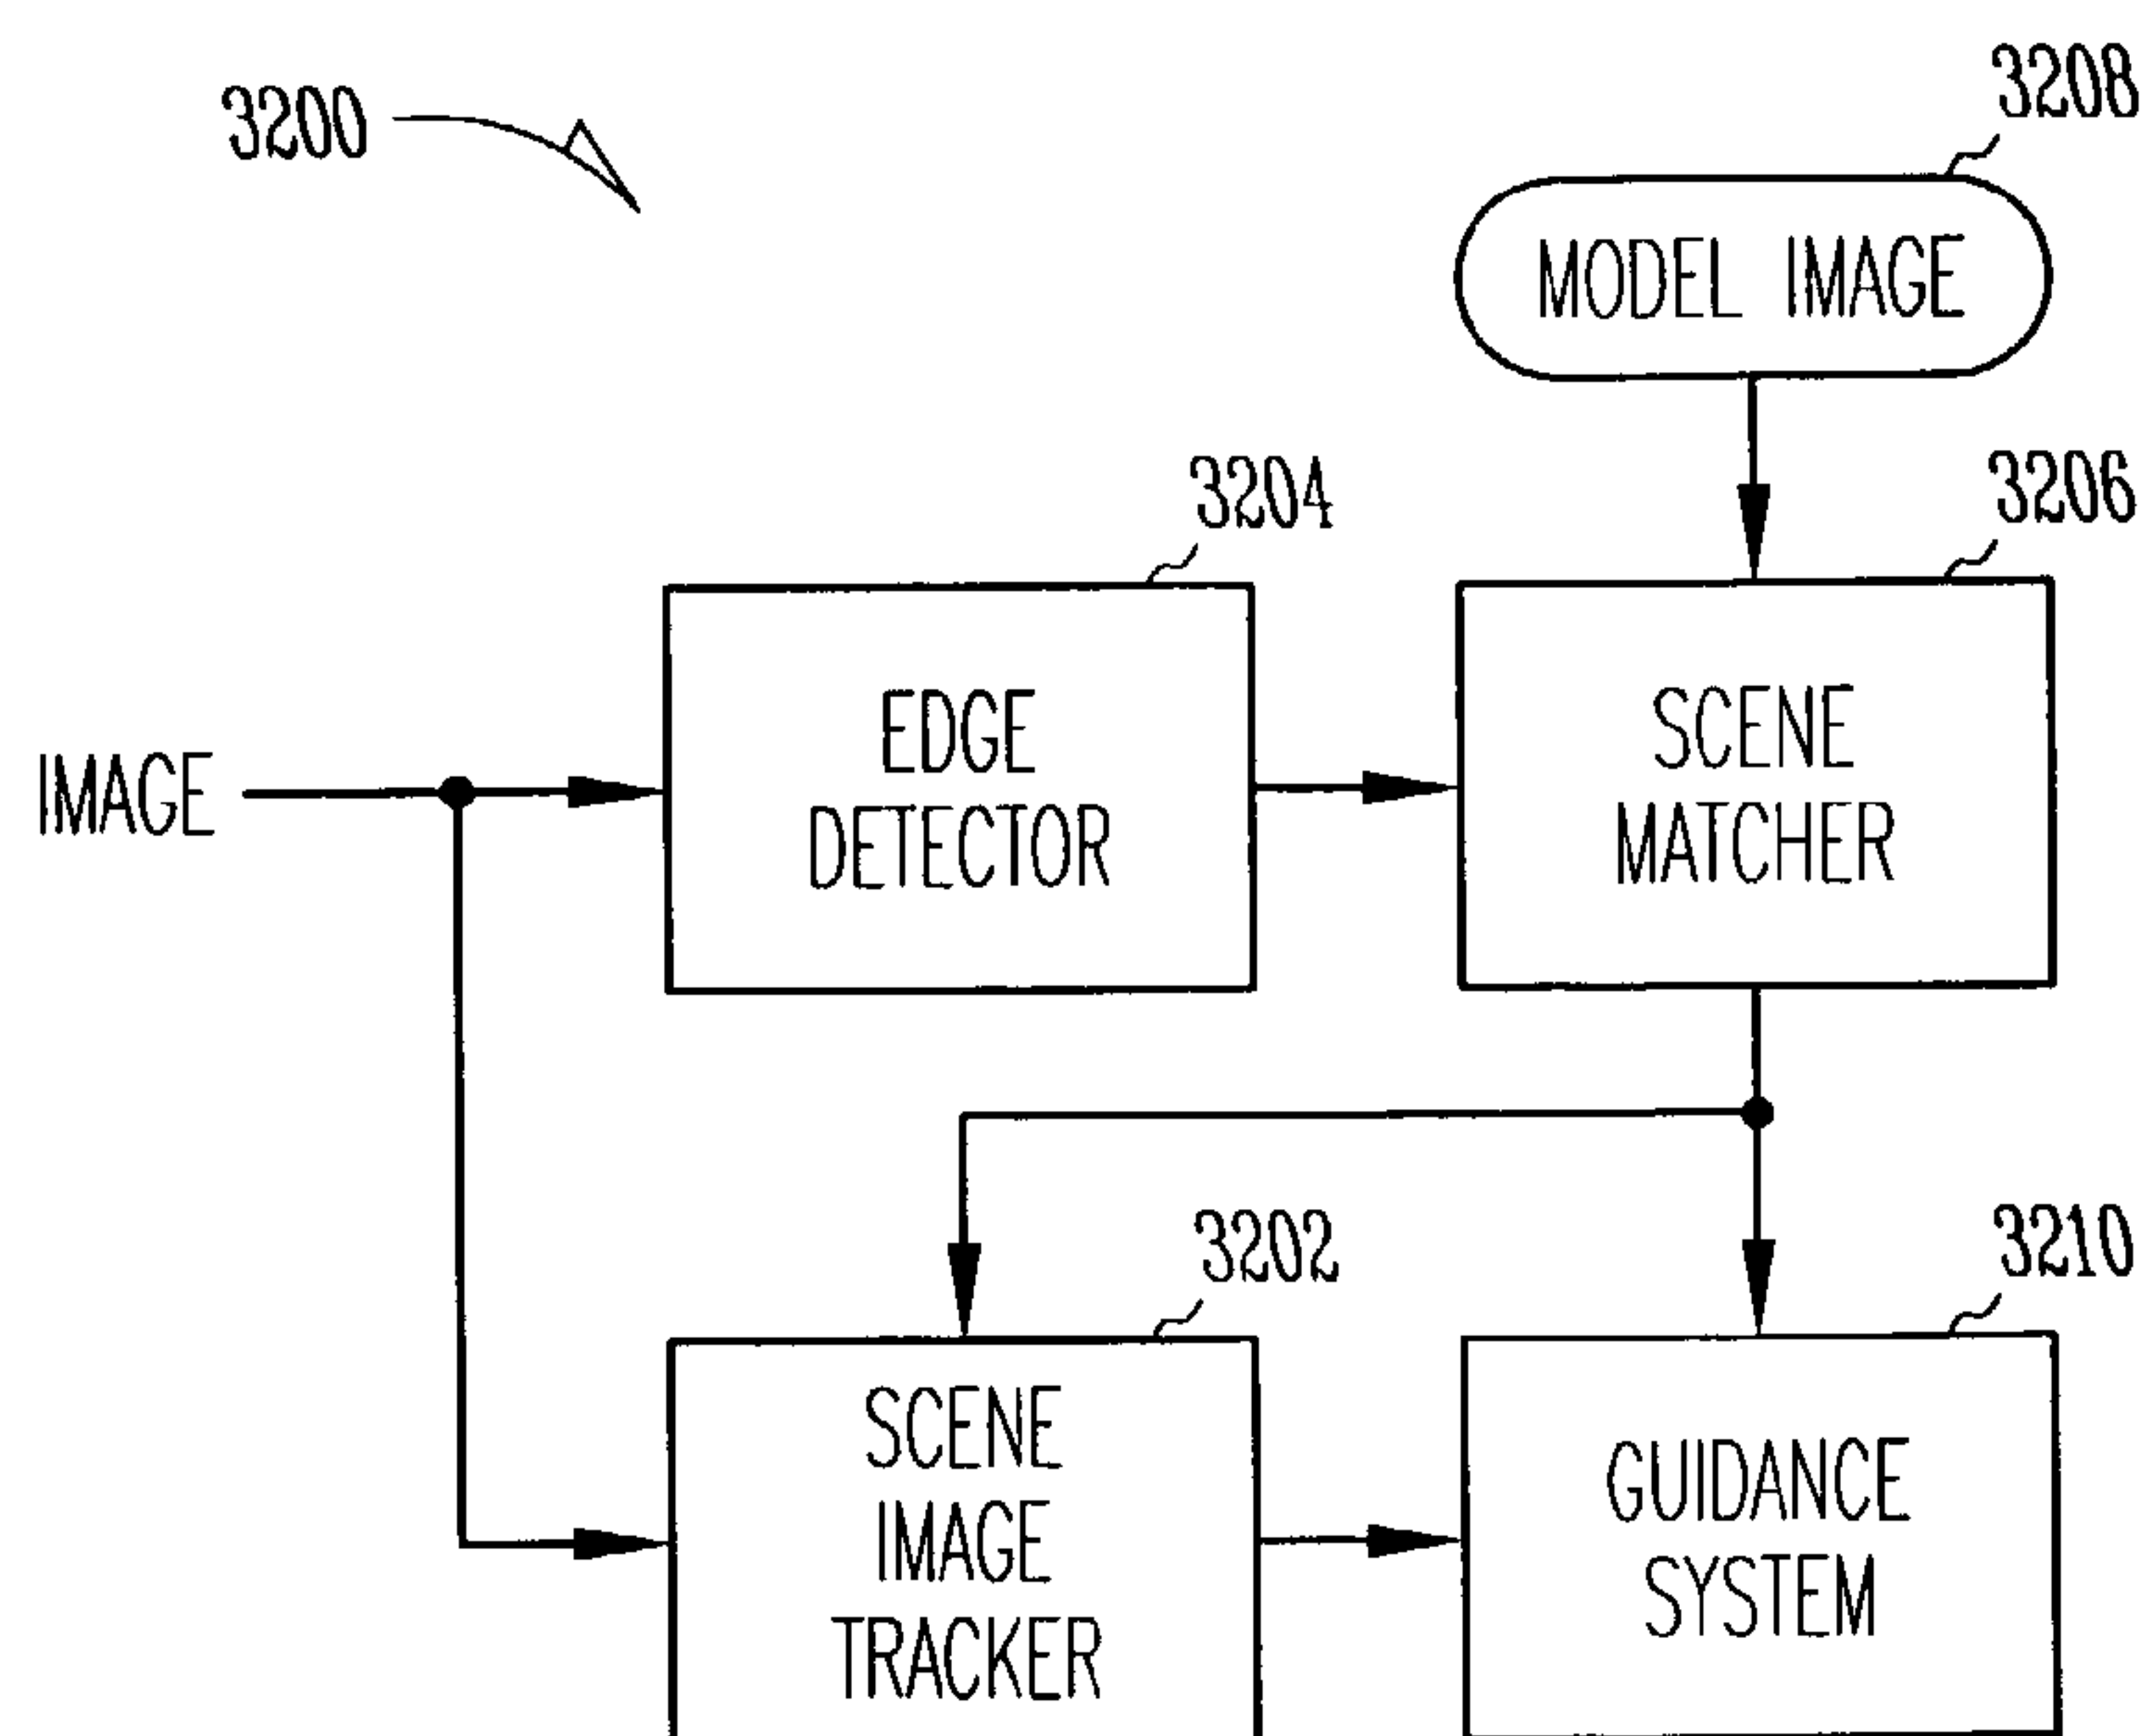 3200
3208
MODEL IMAGE
3204
3206
IMAGE
EDGE
DETECTOR
SCENE
MATCHER
3202
3210
SCENE
IMAGE
TRACKER
GUIDANCE
SYSTEM